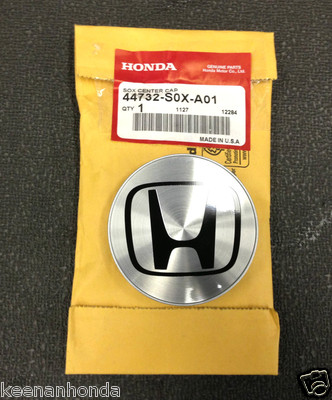 HONDA
GENUINE PARTS
Honda Motor Co., Ltd.
SOX CENTER CAP
44732-S0X-A01
QTY 1 1127 12284
MADE IN U.S.A
keenanhonda
keenanhonda